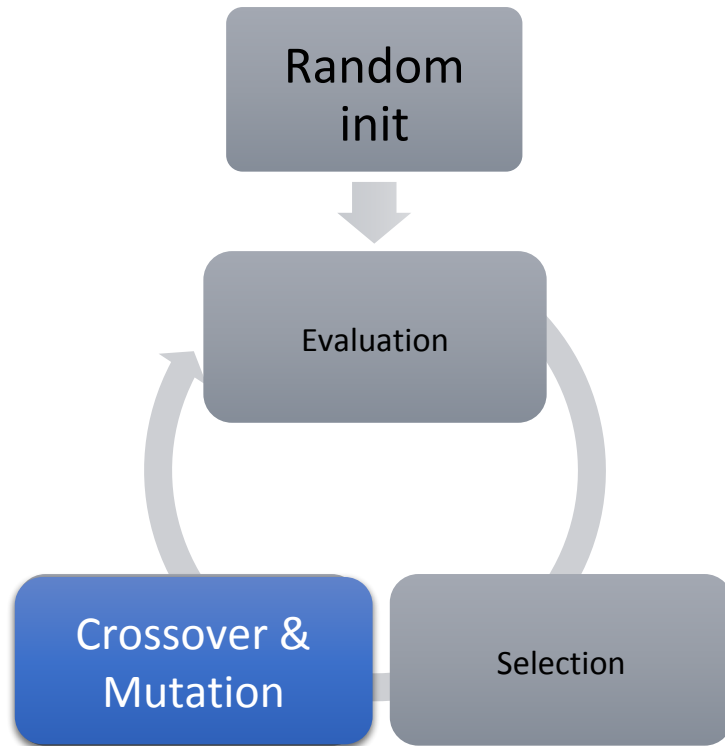 Random
init
Evaluation
Crossover &
Mutation
Selection